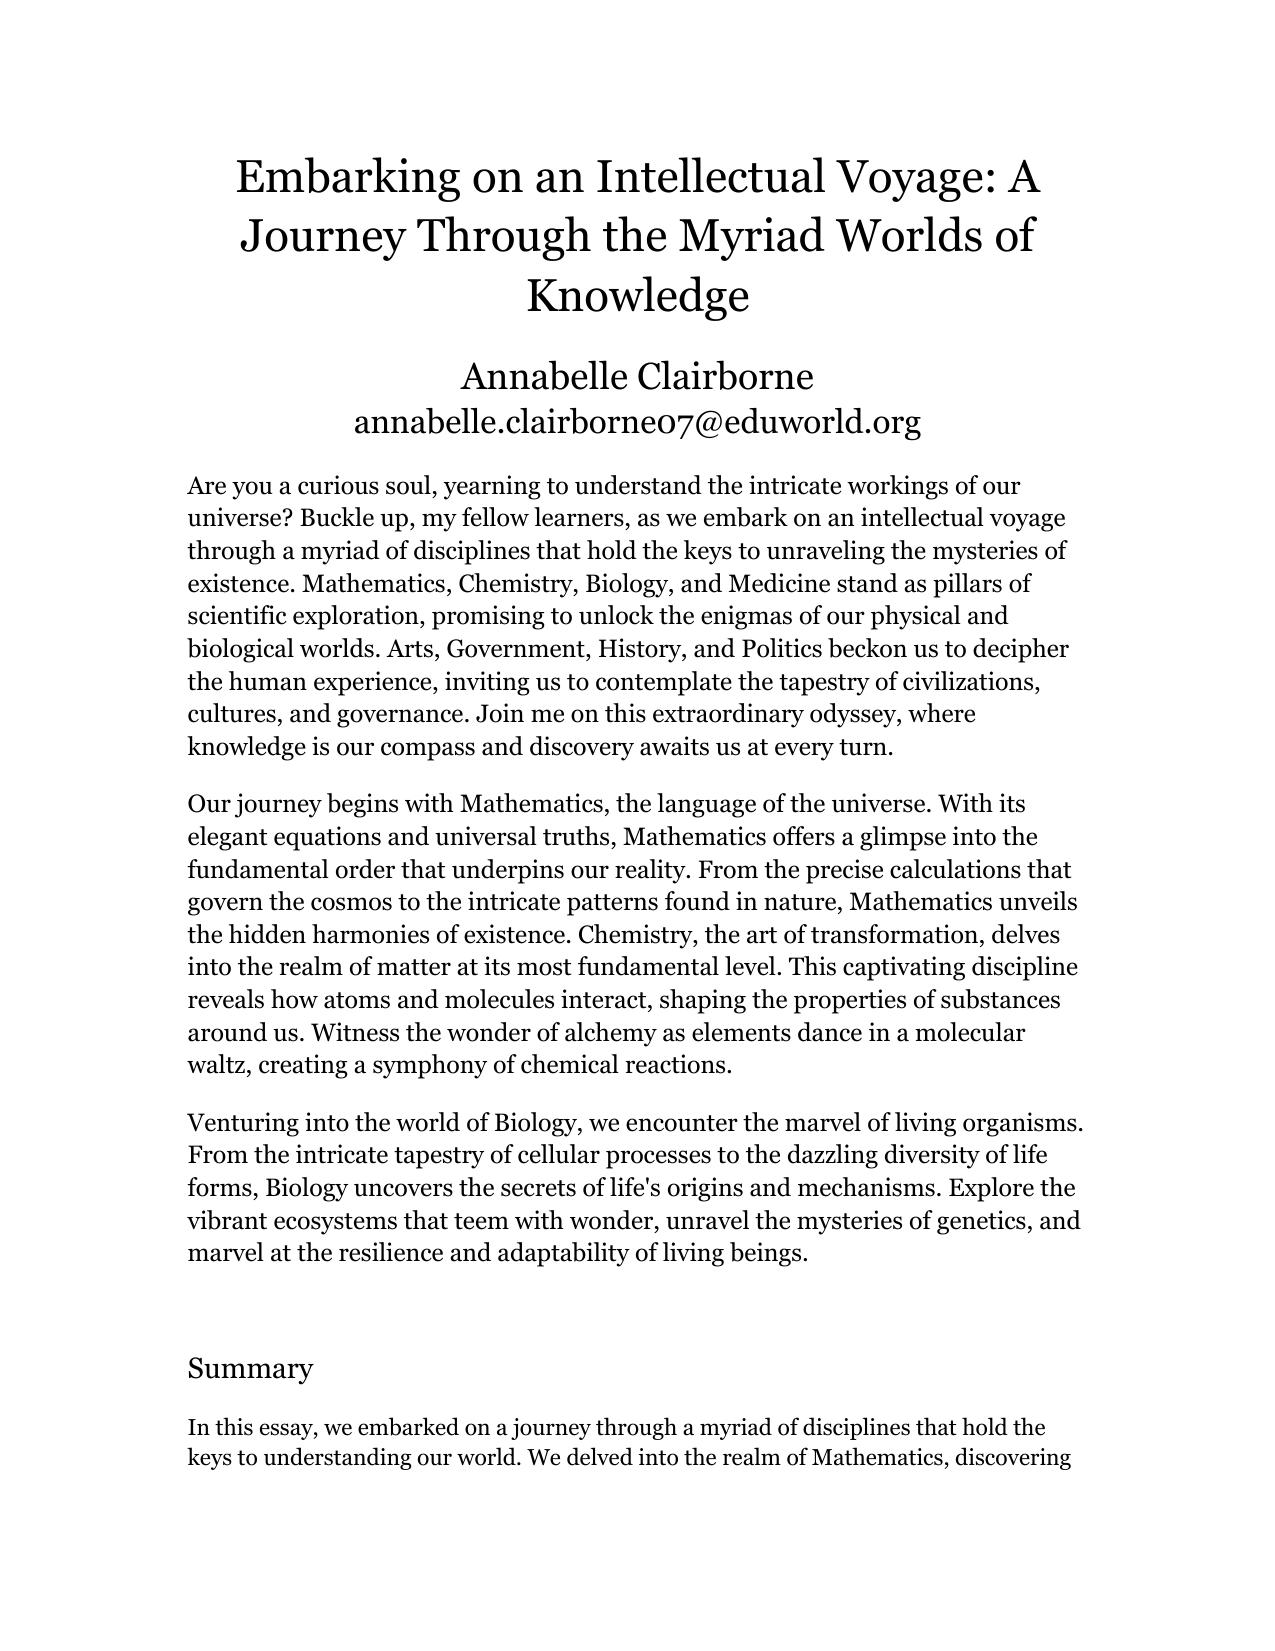 Embarking on an Intellectual Voyage: A
Journey Through the Myriad Worlds of
Knowledge
Annabelle Clairborne
annabelle.clairborne07@eduworld.org
Are you a curious soul, yearning to understand the intricate workings of our
universe? Buckle up, my fellow learners, as we embark on an intellectual voyage
through a myriad of disciplines that hold the keys to unraveling the mysteries of
existence. Mathematics, Chemistry, Biology, and Medicine stand as pillars of
scientific exploration, promising to unlock the enigmas of our physical and
biological worlds. Arts, Government, History, and Politics beckon us to decipher
the human experience, inviting us to contemplate the tapestry of civilizations,
cultures, and governance. Join me on this extraordinary odyssey, where
knowledge is our compass and discovery awaits us at every turn.
Our journey begins with Mathematics, the language of the universe. With its
elegant equations and universal truths, Mathematics offers a glimpse into the
fundamental order that underpins our reality. From the precise calculations that
govern the cosmos to the intricate patterns found in nature, Mathematics unveils
the hidden harmonies of existence. Chemistry, the art of transformation, delves
into the realm of matter at its most fundamental level. This captivating discipline
reveals how atoms and molecules interact, shaping the properties of substances
around us. Witness the wonder of alchemy as elements dance in a molecular
waltz, creating a symphony of chemical reactions.
Venturing into the world of Biology, we encounter the marvel of living organisms.
From the intricate tapestry of cellular processes to the dazzling diversity of life
forms, Biology uncovers the secrets of life's origins and mechanisms. Explore the
vibrant ecosystems that teem with wonder, unravel the mysteries of genetics, and
marvel at the resilience and adaptability of living beings.
Summary
In this essay, we embarked on a journey through a myriad of disciplines that hold the
keys to understanding our world. We delved into the realm of Mathematics, discovering